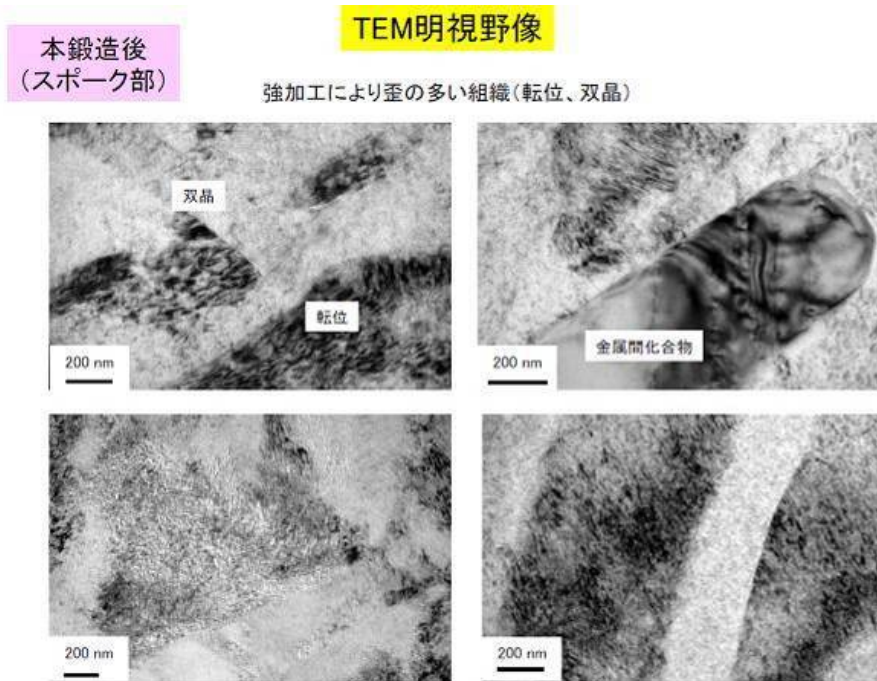 TEM明視野像
本鍛造後
（スポーク部）
強加工により歪の多い組織（転位、双晶）
双晶
転位
200 nm
金属間化合物
200 nm
200 nm
200 nm